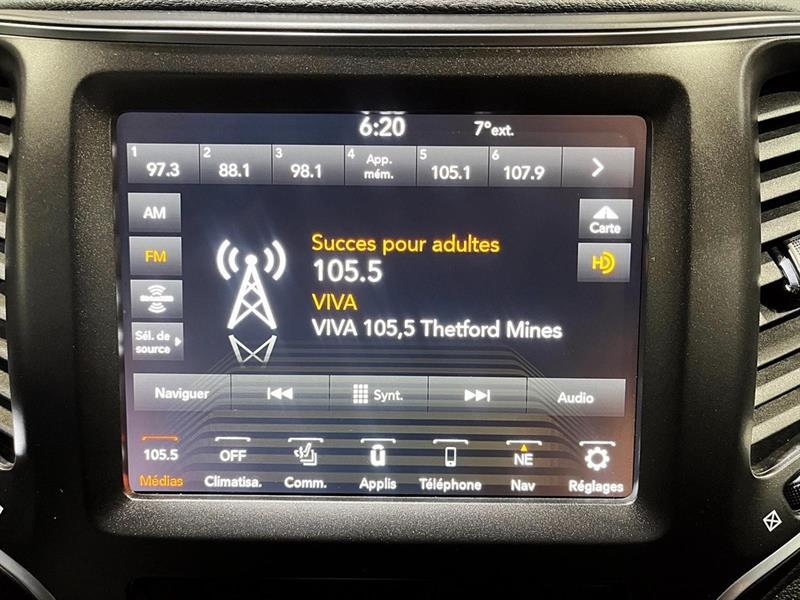 6:20 7°ext.
1 97.3 2 88.1 3 98.1 4 App. mém. 5 105.1 6 107.9
AM
Carte
FM
HD
Succes pour adultes
105.5
VIVA
VIVA 105,5 Thetford Mines
Sél. de
source
Naviguer Synt. Audio
105.5 OFF NE
Médias Climatisa. Comm. Applis Téléphone Nav Réglages